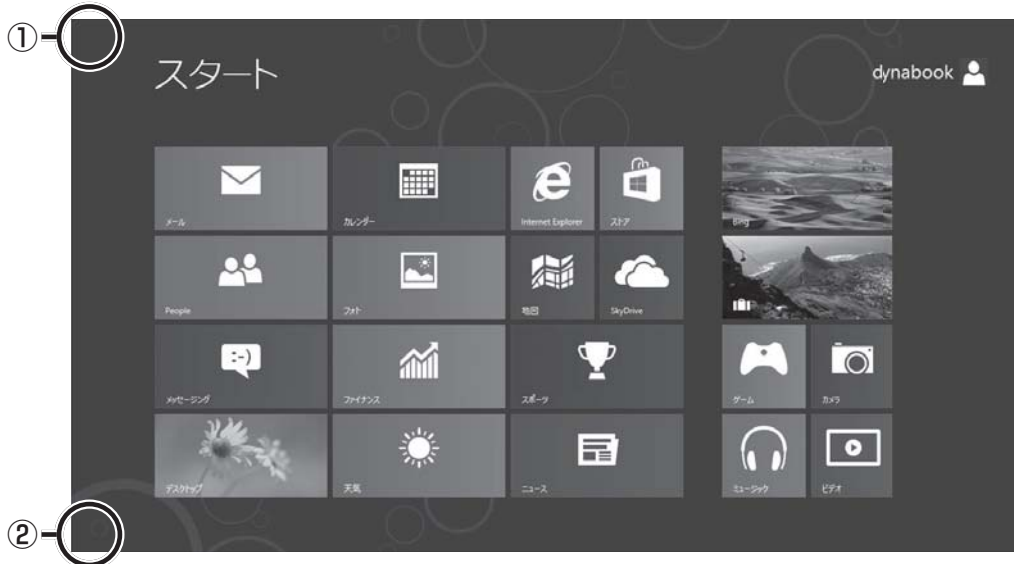 ①
スタート
dynabook
メール
カレンダー
Internet Explorer
ストア
Bing
People
フォト
地図
SkyDrive
メッセージング
ファイナンス
スポーツ
ゲーム
カメラ
デスクトップ
天気
ニュース
ミュージック
ビデオ
②